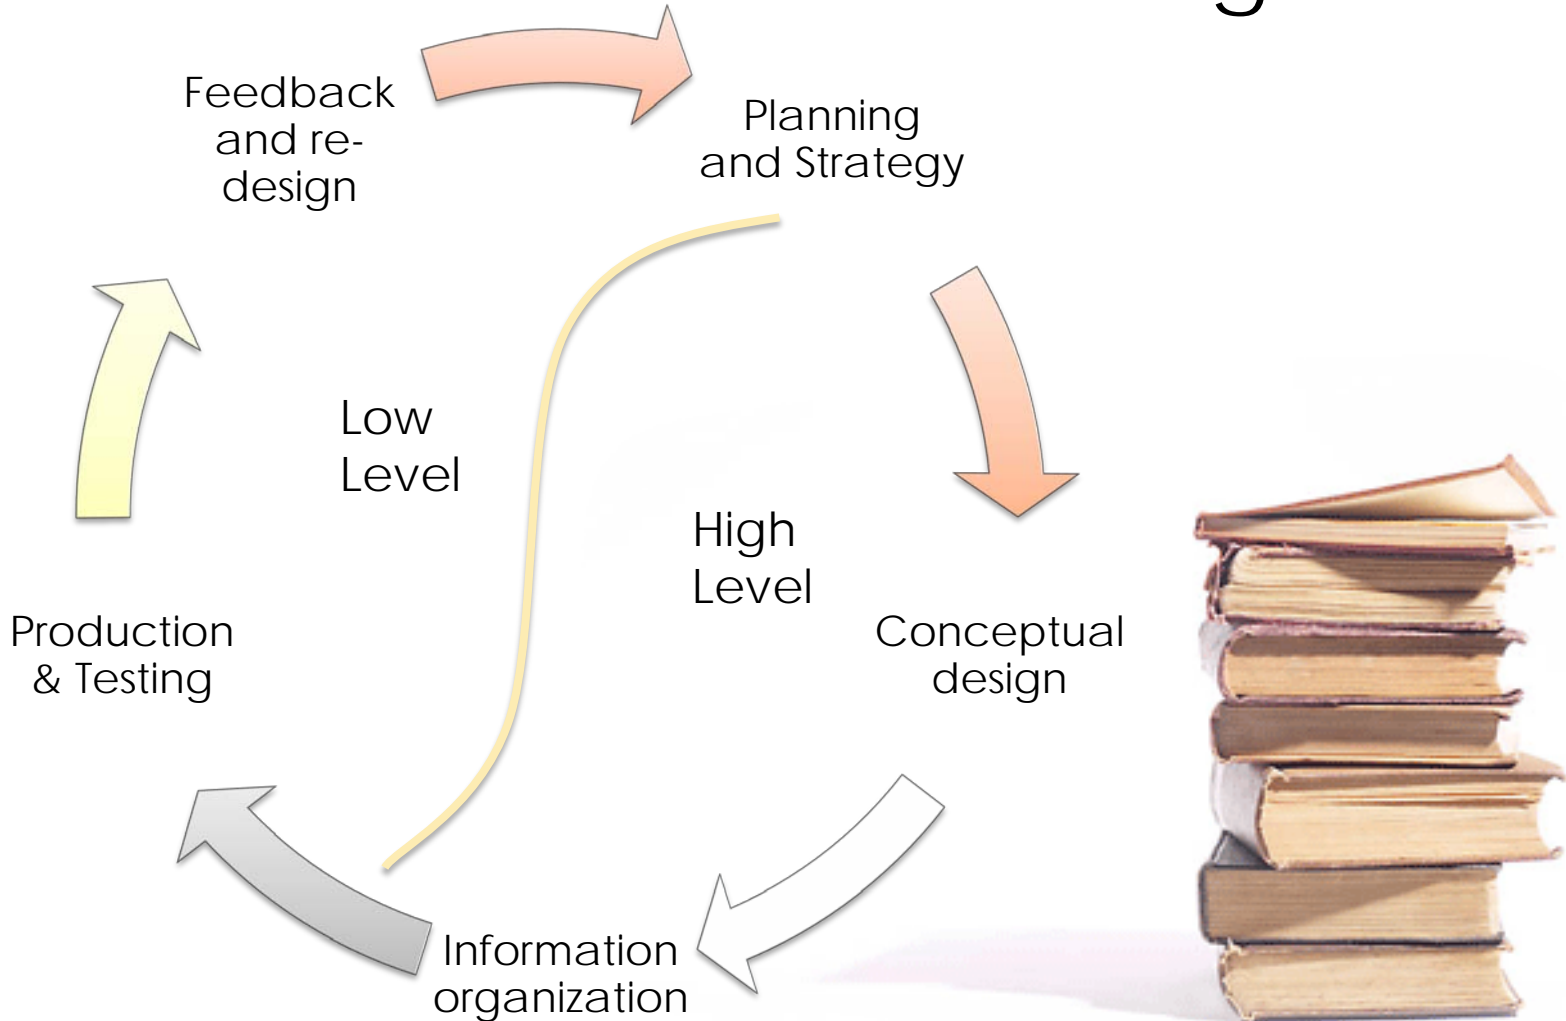 Feedback
and re-
design
Planning
and Strategy
Low
Level
High
Level
Conceptual
design
Production
& Testing
Information
organization